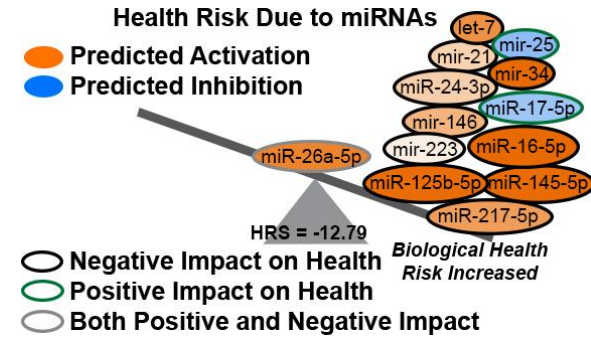 Health Risk Due to miRNAs
Predicted Activation
Predicted Inhibition
let-7
mir-25
mir-21
mir-34
miR-24-3p
miR-17-5p
mir-146
mir-223
miR-16-5p
miR-26a-5p
miR-125b-5p
miR-145-5p
miR-217-5p
HRS = -12.79
Biological Health
Risk Increased
Negative Impact on Health
Positive Impact on Health
Both Positive and Negative Impact